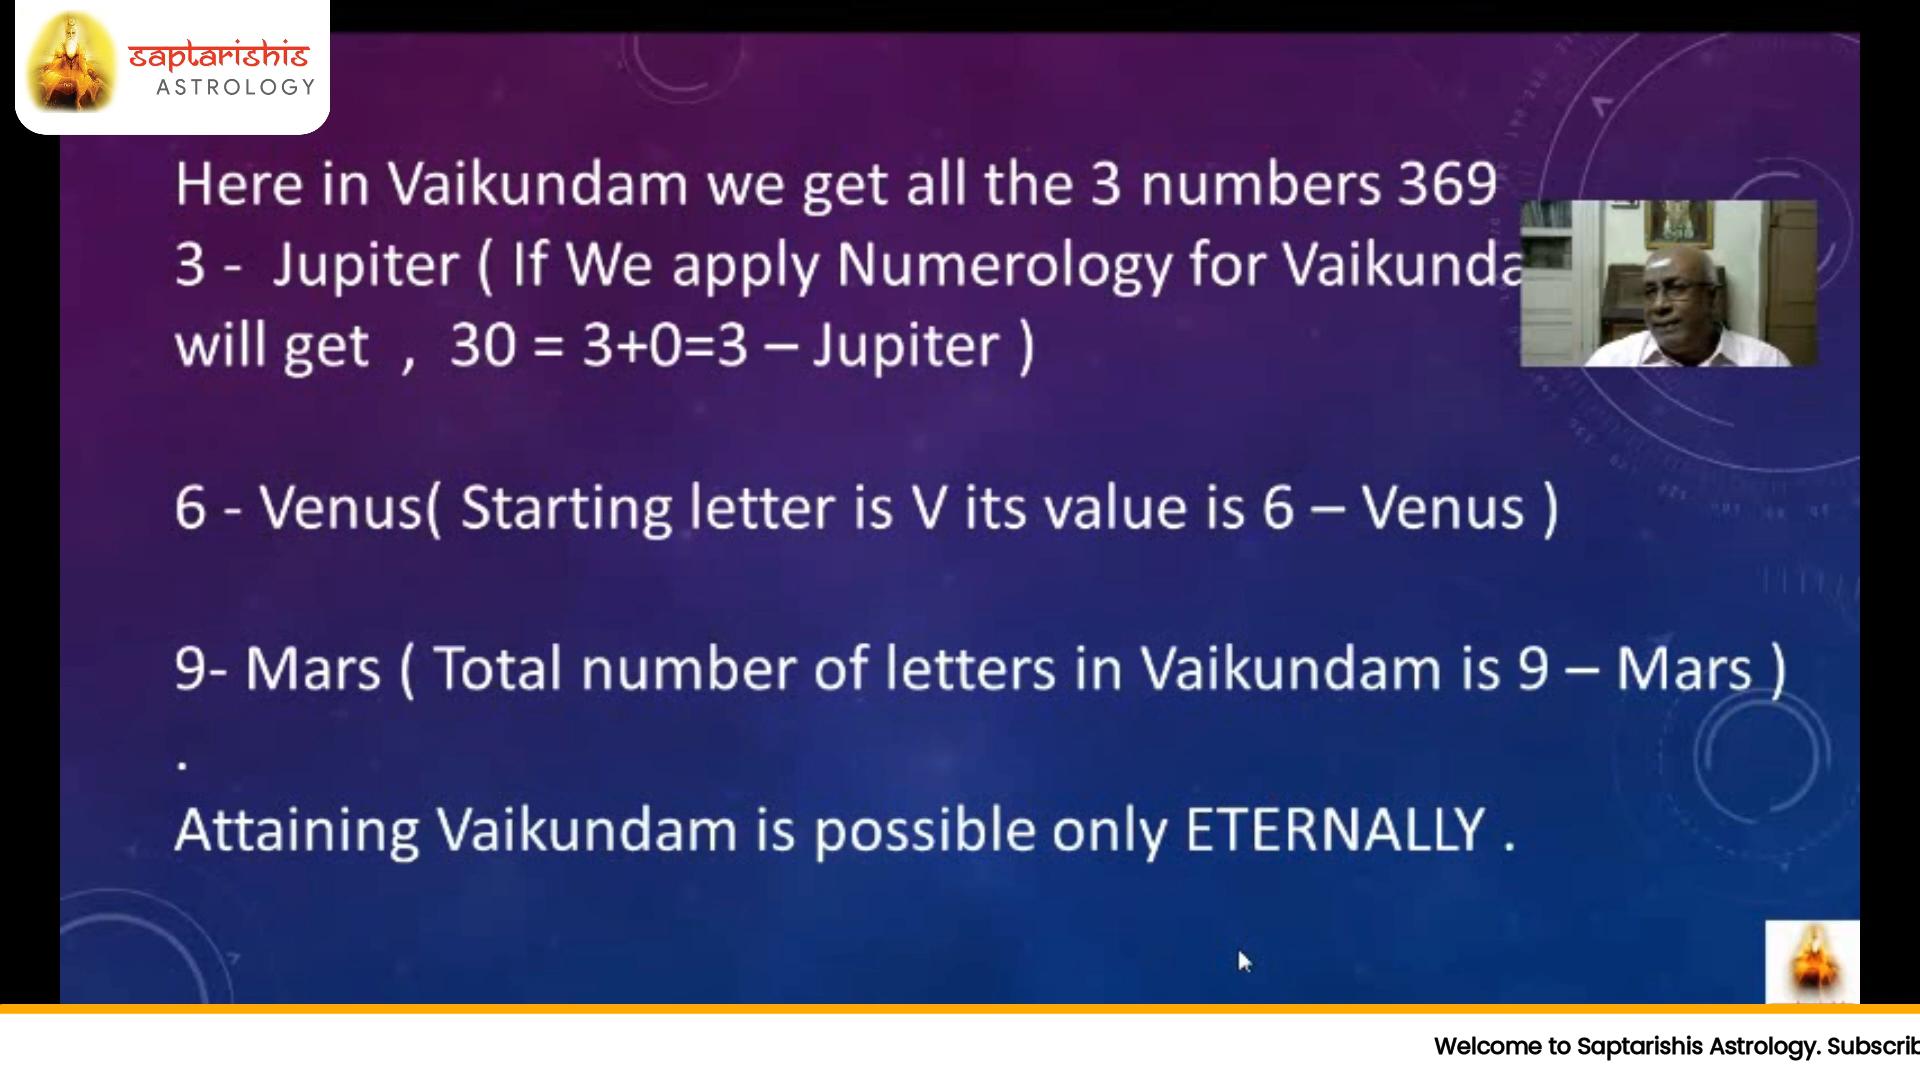 saptarishis
ASTROLOGY
Here in Vaikundam we get all the 3 numbers 369
3 - Jupiter ( If We apply Numerology for Vaikunda
will get , 30 = 3+0=3 – Jupiter )
6 - Venus( Starting letter is V its value is 6 – Venus )
9- Mars ( Total number of letters in Vaikundam is 9 – Mars )
.
Attaining Vaikundam is possible only ETERNALLY .
Welcome to Saptarishis Astrology. Subscrib